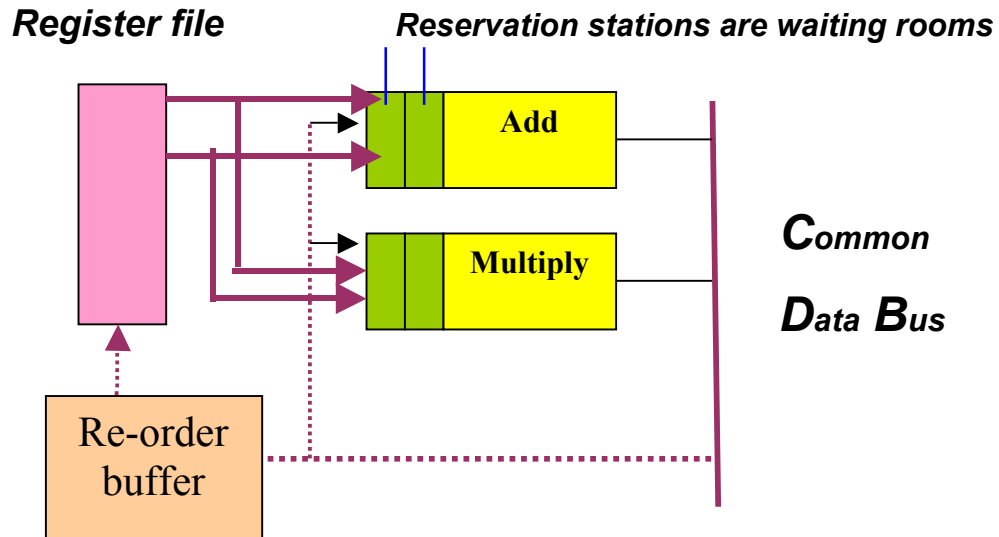 Register file
Reservation stations are waiting rooms
Add
Multiply
Common
Data Bus
Re-order
buffer